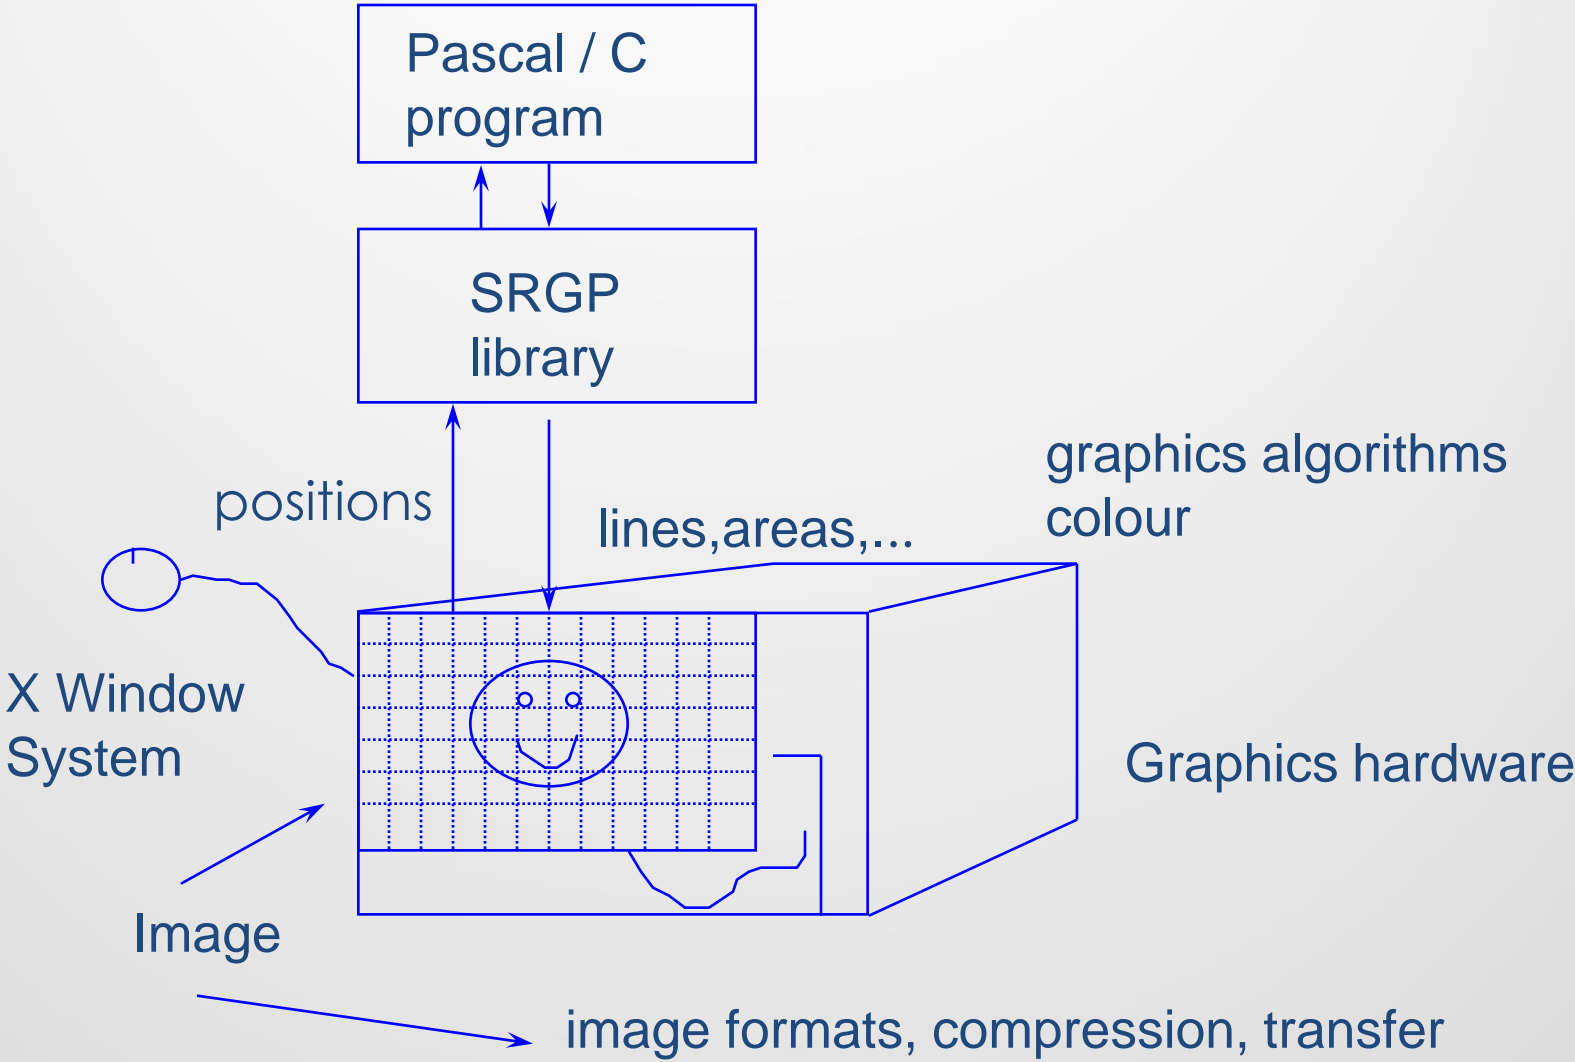 Pascal / C
program
SRGP
library
positions
lines,areas,...
graphics algorithms
colour
X Window
System
Graphics hardware
Image
image formats, compression, transfer